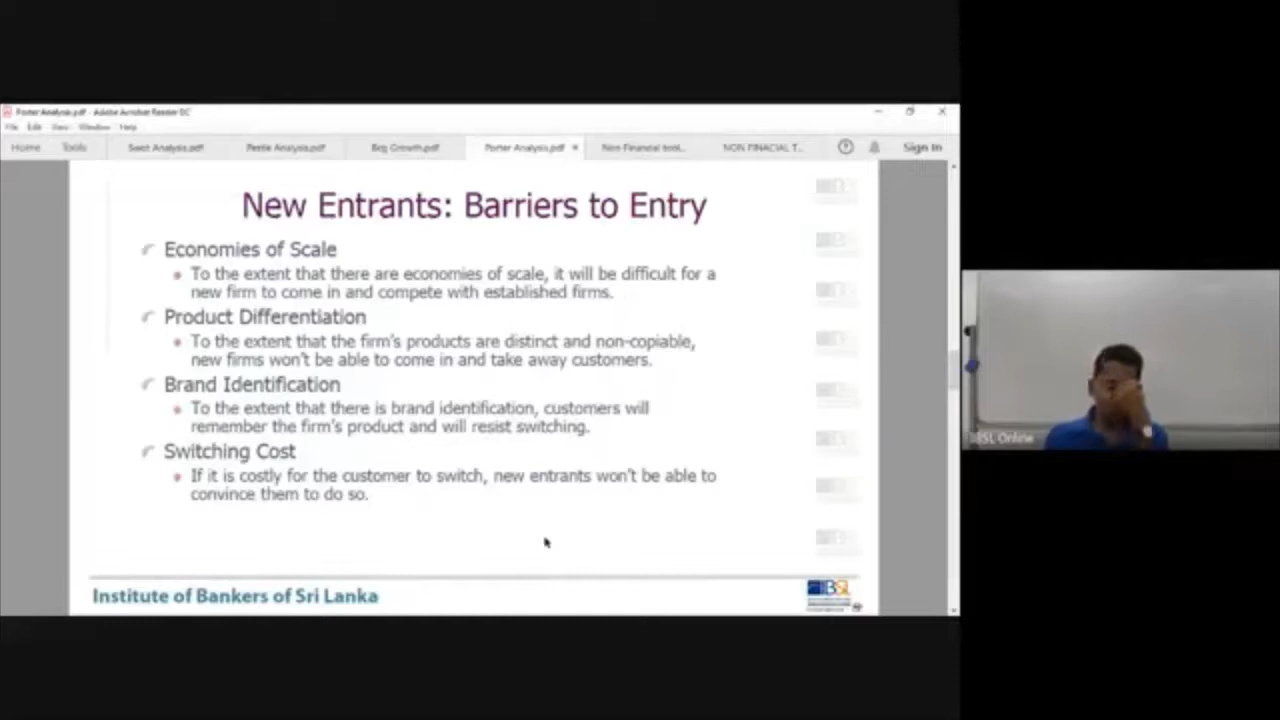 Porter Analysis.pdf - Adobe Acrobat Reader DC
File Edit View Window Help
Home Tools Swot Analysis.pdf Pestle Analysis.pdf Bcg Growth.pdf Porter Analysis.pdf × Non Financial tool... NON FINACIAL T... Sign In
New Entrants: Barriers to Entry
Economies of Scale
To the extent that there are economies of scale, it will be difficult for a
new firm to come in and compete with established firms.
Product Differentiation
To the extent that the firm's products are distinct and non-copiable,
new firms won't be able to come in and take away customers.
Brand Identification
To the extent that there is brand identification, customers will
remember the firm's product and will resist switching.
Switching Cost
If it is costly for the customer to switch, new entrants won't be able to
convince them to do so.
Institute of Bankers of Sri Lanka
IBSL
IBSL Online